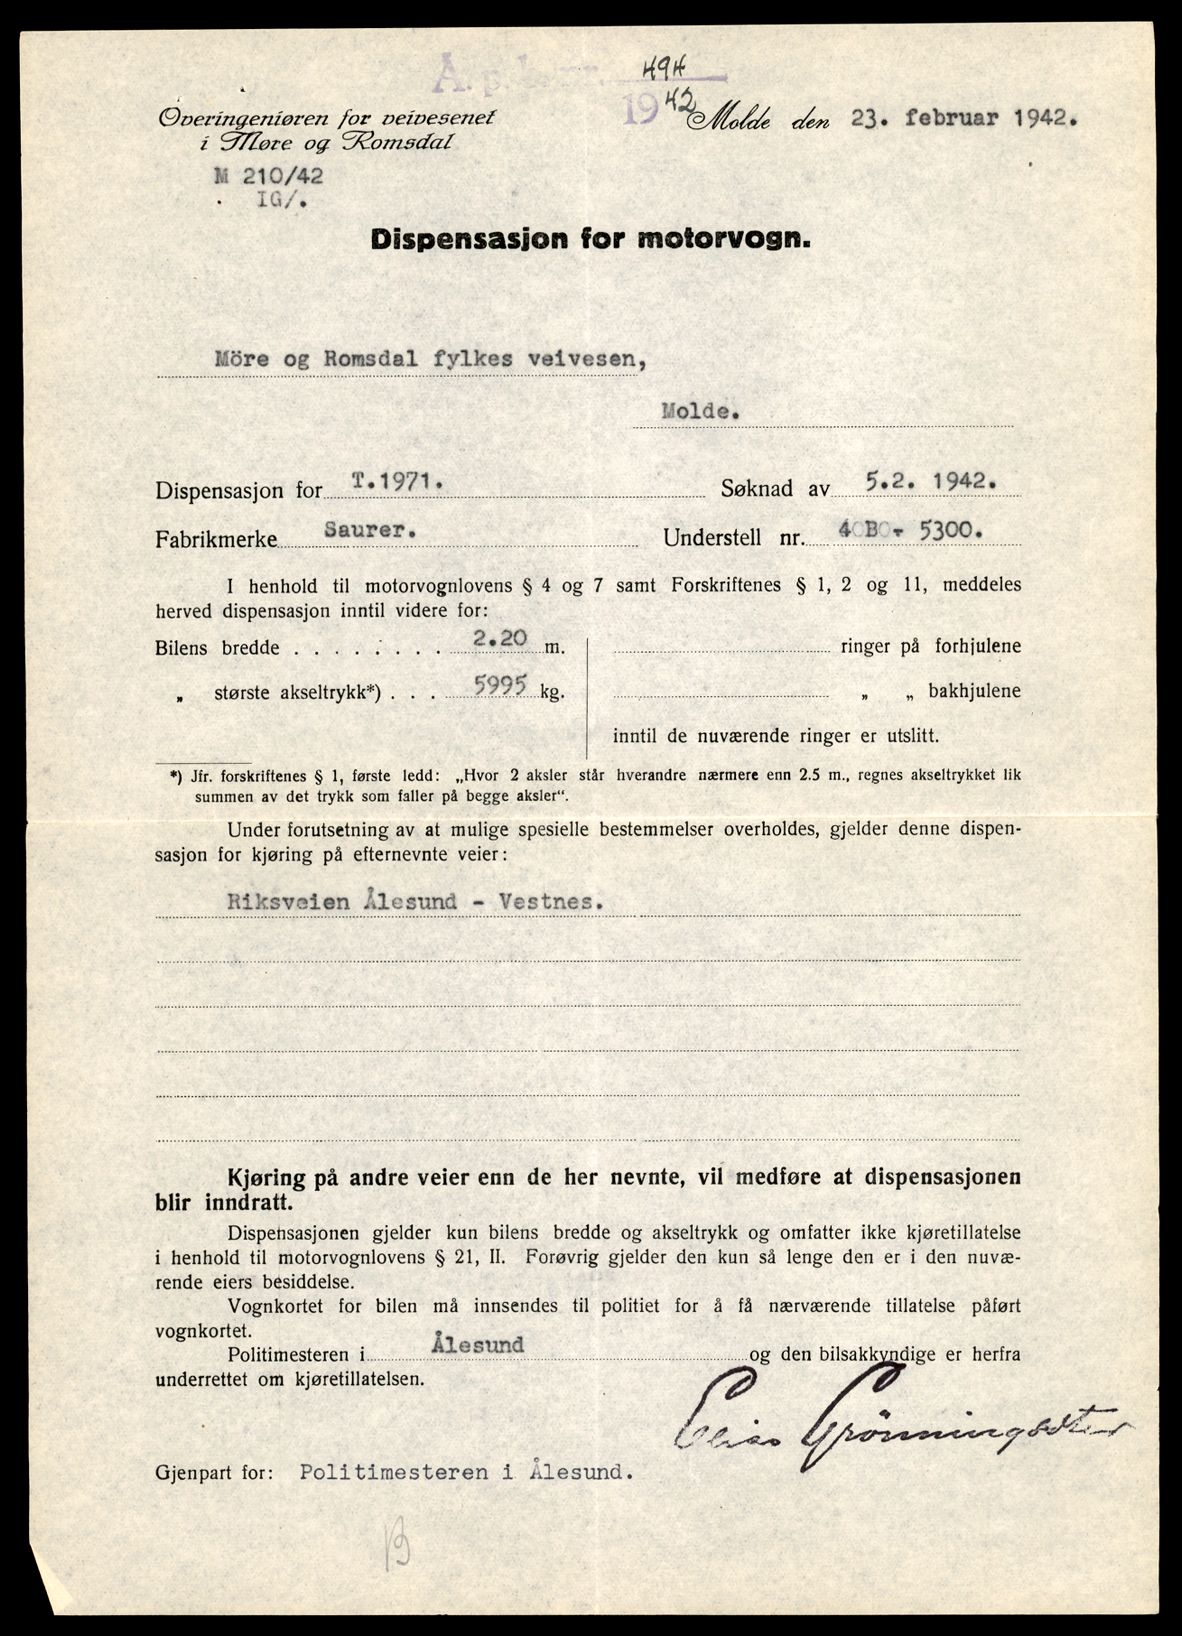 494
19 42
Overingeniøren for veivesenet
i Møre og Romsdal
Molde den 23. februar 1942.
M 210/42
IG/.
Dispensasjon for motorvogn.
Möre og Romsdal fylkes veivesen,
Molde.
Dispensasjon for T.1971. Søknad av 5.2. 1942.
Fabrikmerke Saurer. Understell nr. 4 B - 5300.
I henhold til motorvognlovens § 4 og 7 samt Forskriftenes § 1, 2 og 11, meddeles
herved dispensasjon inntil videre for:
Bilens bredde . . . . . . . . 2.20 m. ringer på forhjulene
„ største akseltrykk*) . . . 5995 kg. „ „ bakhjulene
inntil de nuværende ringer er utslitt.
*) Jfr. forskriftenes § 1, første ledd: „Hvor 2 aksler står hverandre nærmere enn 2.5 m., regnes akseltrykket lik
summen av det trykk som faller på begge aksler“.
Under forutsetning av at mulige spesielle bestemmelser overholdes, gjelder denne dispen-
sasjon for kjøring på efternevnte veier:
Riksveien Ålesund - Vestnes.
Kjøring på andre veier enn de her nevnte, vil medføre at dispensasjonen
blir inndratt.
Dispensasjonen gjelder kun bilens bredde og akseltrykk og omfatter ikke kjøretillatelse
i henhold til motorvognlovens § 21, II. Forøvrig gjelder den kun så lenge den er i den nuvæ-
rende eiers besiddelse.
Vognkortet for bilen må innsendes til politiet for å få nærværende tillatelse påført
vognkortet.
Politimesteren i Ålesund og den bilsakkyndige er herfra
underrettet om kjøretillatelsen.
Elias Grönningsæter
Gjenpart for: Politimesteren i Ålesund.
B